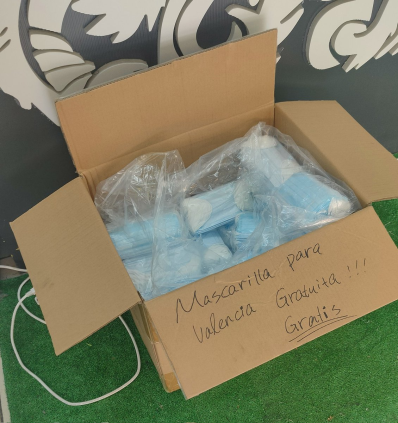 Mascarilla para
Valencia Gratuita !!!
Gratis